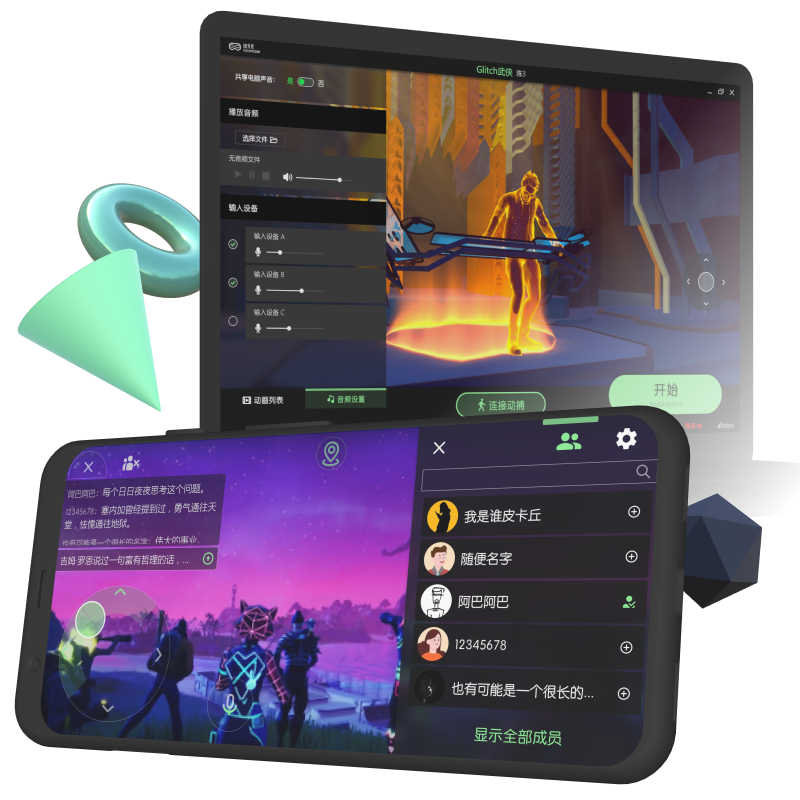 Glitch武侠 陈3
共享电脑声音: 是 否
播放音频
选择文件
无音频文件
输入设备
输入设备 A
输入设备 B
输入设备 C
动画列表
音频设置
连接动捕
开始
阿巴阿巴: 每个日日夜夜思考这个问题。
12345678: 塞内加曾经提到过，勇气通往天
堂，怯懦通往地狱。
也有可能是一个很长的名字: 伟大的事业,
吉姆·罗恩说过一句富有哲理的话，...
我是谁皮卡丘
随便名字
阿巴阿巴
12345678
也有可能是一个很长的...
显示全部成员